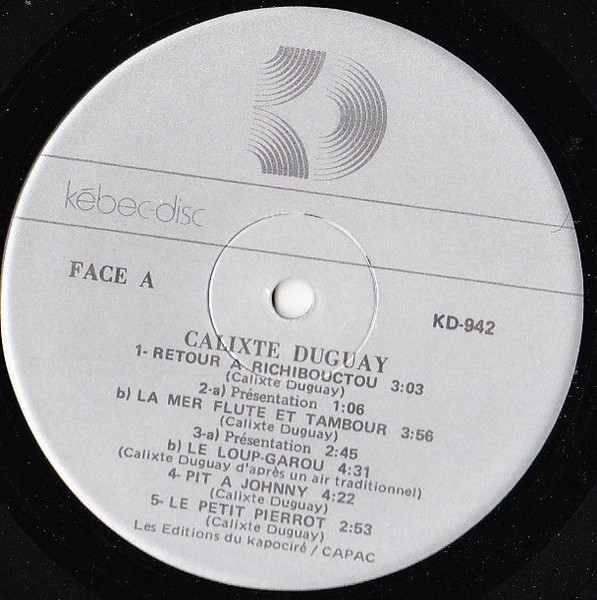 kébec-disc
FACE A
KD-942
CALIXTE DUGUAY
1- RETOUR A RICHIBOUCTOU 3:03
(Calixte Duguay)
2-a) Présentation 1:06
b) LA MER FLUTE ET TAMBOUR 3:56
(Calixte Duguay)
3-a) Présentation 2:45
b) LE LOUP-GAROU 4:31
(Calixte Duguay d'après un air traditionnel)
4- PIT A JOHNNY 4:22
(Calixte Duguay)
5- LE PETIT PIERROT 2:53
(Calixte Duguay)
Les Editions du kapociré / CAPAC